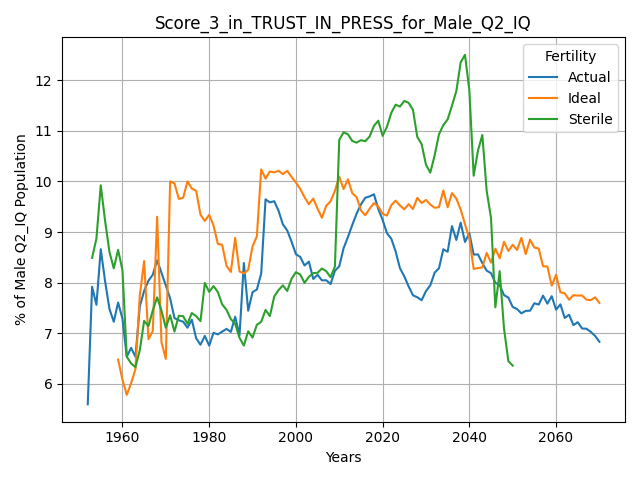 Score_3_in_TRUST_IN_PRESS_for_Male_Q2_IQ
Fertility
Actual
Ideal
Sterile
% of Male Q2_IQ Population
12
11
10
9
8
7
6
1960
1980
2000
2020
2040
2060
Years